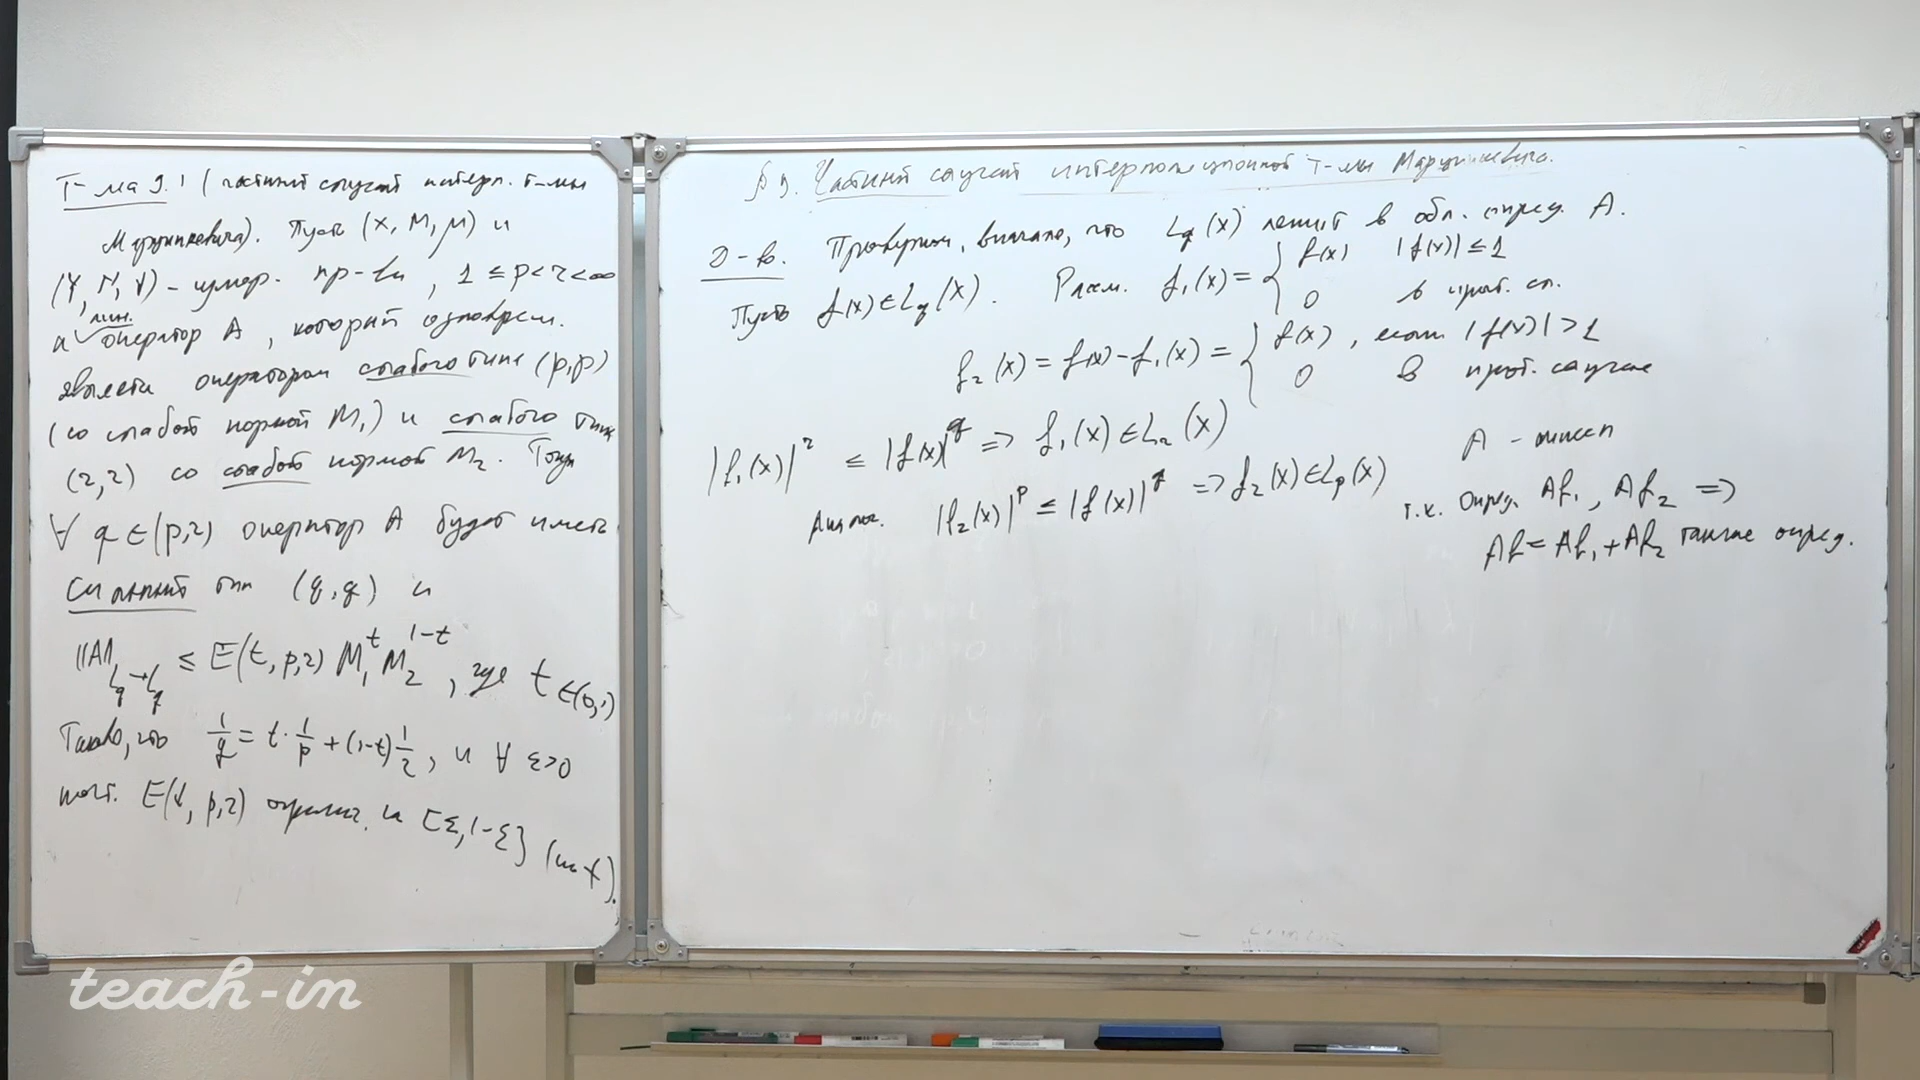 Т-ма 9.1 (частный случай интерп. т-мы
Марцинкевича). Пусть (X, M, μ) и
(Y, N, ν) - измер. пр-ва, 1 ≤ p < r < ∞
и лин. оператор A, который одноврем.
является оператором слабого типа (p,p)
(со слабой нормой M₁) и слабого типа
(r,r) со слабой нормой M₂. Тогда
∀ q ∈ (p,r) оператор A будет иметь
сильный тип (q,q) и
||A||_{L_q→L_q} ≤ E(t,p,r) M₁^t M₂^{1-t}, где t ∈ (0,1)
Таково, что 1/q = t·1/p + (1-t) 1/r, и ∀ ε>0
E(t,p,r) огранич. на [ε,1-ε] (по t).
§ 9. Частный случай интерполяционной т-мы Марцинкевича.
Д-во. Проверим, вначале, что L_q(X) лежит в обл. опред. A.
Пусть f(x) ∈ L_q(X). Рассм. f₁(x) = { f(x) |f(x)| ≤ 1
0 в прот. сл.
f₂(x) = f(x) - f₁(x) = { f(x), если |f(x)| > 1
0 в прот. случае
|f₁(x)|^r ≤ |f(x)|^q => f₁(x) ∈ L_r(X)
Аналог. |f₂(x)|^p ≤ |f(x)|^q => f₂(x) ∈ L_p(X)
A - линеен
т.к. опред. Af₁, Af₂ =>
Af = Af₁ + Af₂ также опред.
teach-in